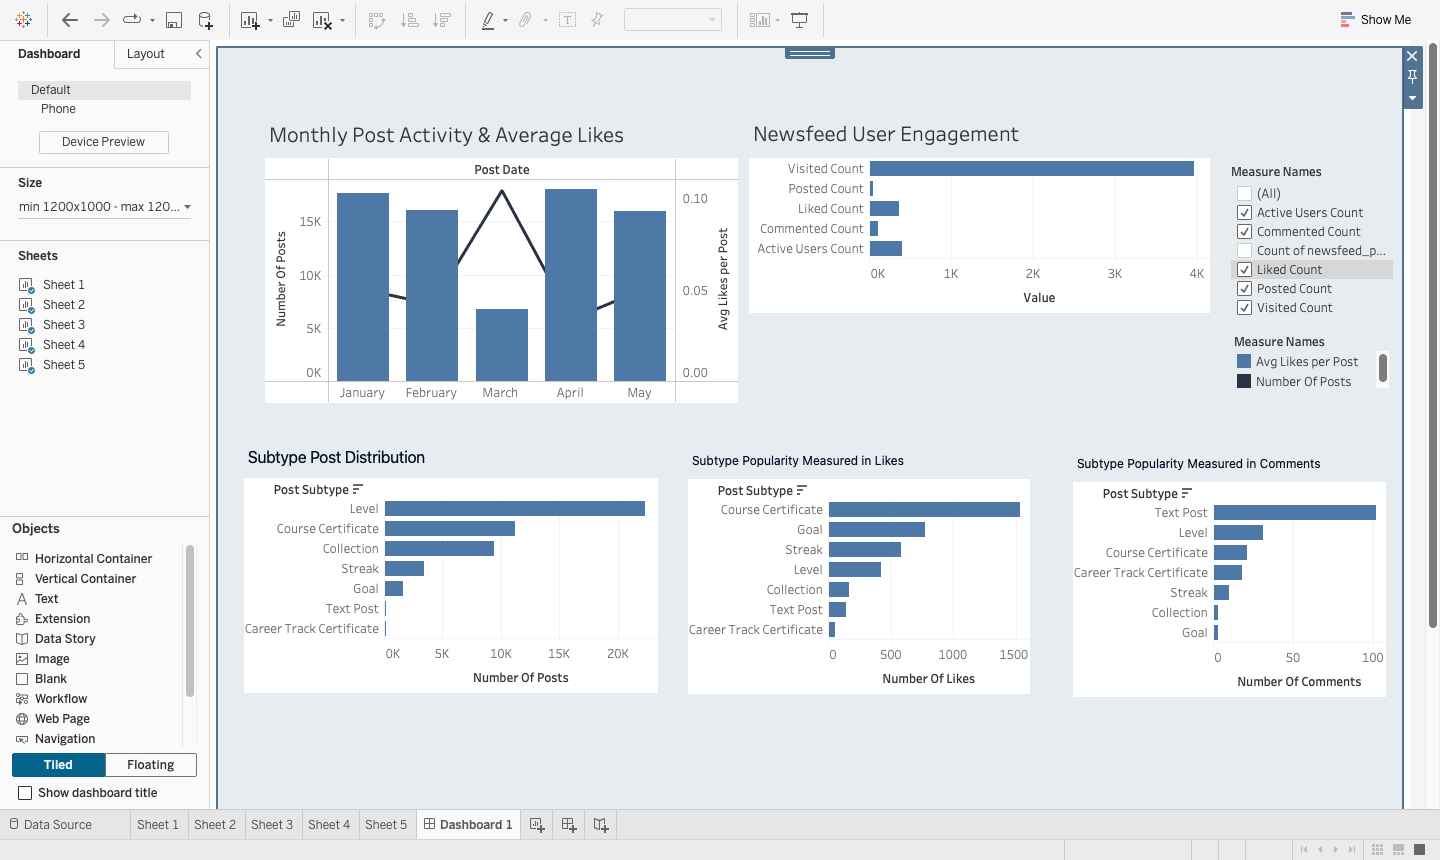 Show Me
Dashboard
Layout
Default
Phone
Device Preview
Size
min 1200x1000 - max 120...
Sheets
Sheet 1
Sheet 2
Sheet 3
Sheet 4
Sheet 5
Objects
Horizontal Container
Vertical Container
Text
Extension
Data Story
Image
Blank
Workflow
Web Page
Navigation
Tiled
Floating
Show dashboard title
Monthly Post Activity & Average Likes
Post Date
Number Of Posts
15K
10K
5K
0K
0.10
0.05
0.00
Avg Likes per Post
January
February
March
April
May
Newsfeed User Engagement
Visited Count
Posted Count
Liked Count
Commented Count
Active Users Count
0K
1K
2K
3K
4K
Value
Measure Names
(All)
Active Users Count
Commented Count
Count of newsfeed_p...
Liked Count
Posted Count
Visited Count
Measure Names
Avg Likes per Post
Number Of Posts
Subtype Post Distribution
Post Subtype
Level
Course Certificate
Collection
Streak
Goal
Text Post
Career Track Certificate
0K
5K
10K
15K
20K
Number Of Posts
Subtype Popularity Measured in Likes
Post Subtype
Course Certificate
Goal
Streak
Level
Collection
Text Post
Career Track Certificate
0
500
1000
1500
Number Of Likes
Subtype Popularity Measured in Comments
Post Subtype
Text Post
Level
Course Certificate
Career Track Certificate
Streak
Collection
Goal
0
50
100
Number Of Comments
Data Source
Sheet 1
Sheet 2
Sheet 3
Sheet 4
Sheet 5
Dashboard 1